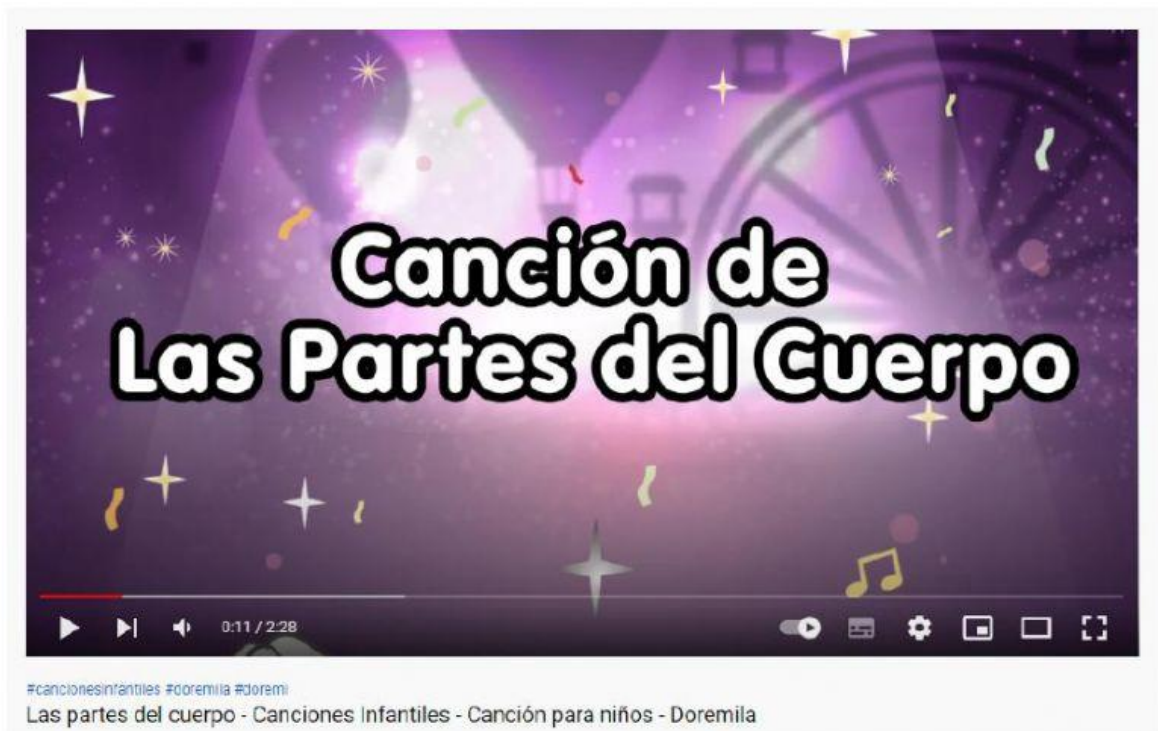 Canción de
Las Partes del Cuerpo
0:11 / 2:28
#cancionesinfantiles #doremila #doremi
Las partes del cuerpo - Canciones Infantiles - Canción para niños - Doremila